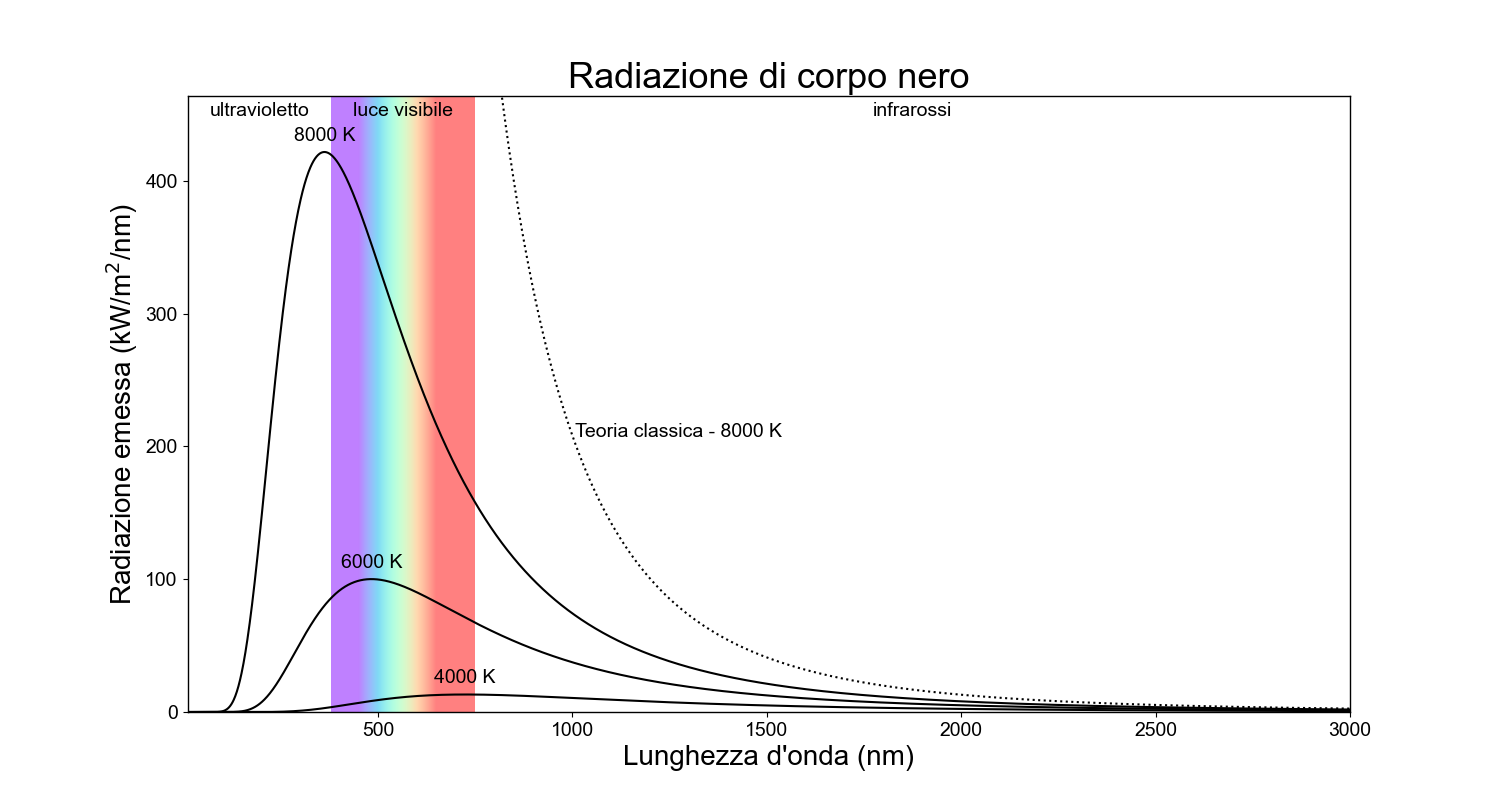 Radiazione di corpo nero
ultravioletto
luce visibile
infrarossi
8000 K
400
300
Teoria classica - 8000 K
200
6000 K
100
4000 K
0
500
1000
1500
2000
2500
3000
Lunghezza d'onda (nm)
Radiazione emessa (kW/m²/nm)